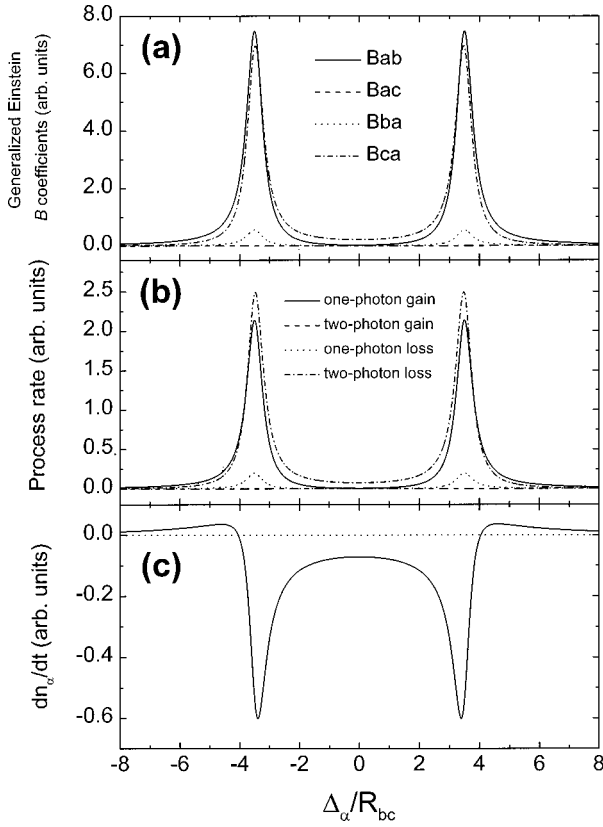 Generalized Einstein
B coefficients (arb. units)
8.0
6.0
4.0
2.0
0.0
(a)
Bab
Bac
Bba
Bca
Process rate (arb. units)
2.5
2.0
1.5
1.0
0.5
0.0
(b)
one-photon gain
two-photon gain
one-photon loss
two-photon loss
dnα/dt (arb. units)
0.0
-0.2
-0.4
-0.6
(c)
-8 -6 -4 -2 0 2 4 6 8
Δα/Rbc